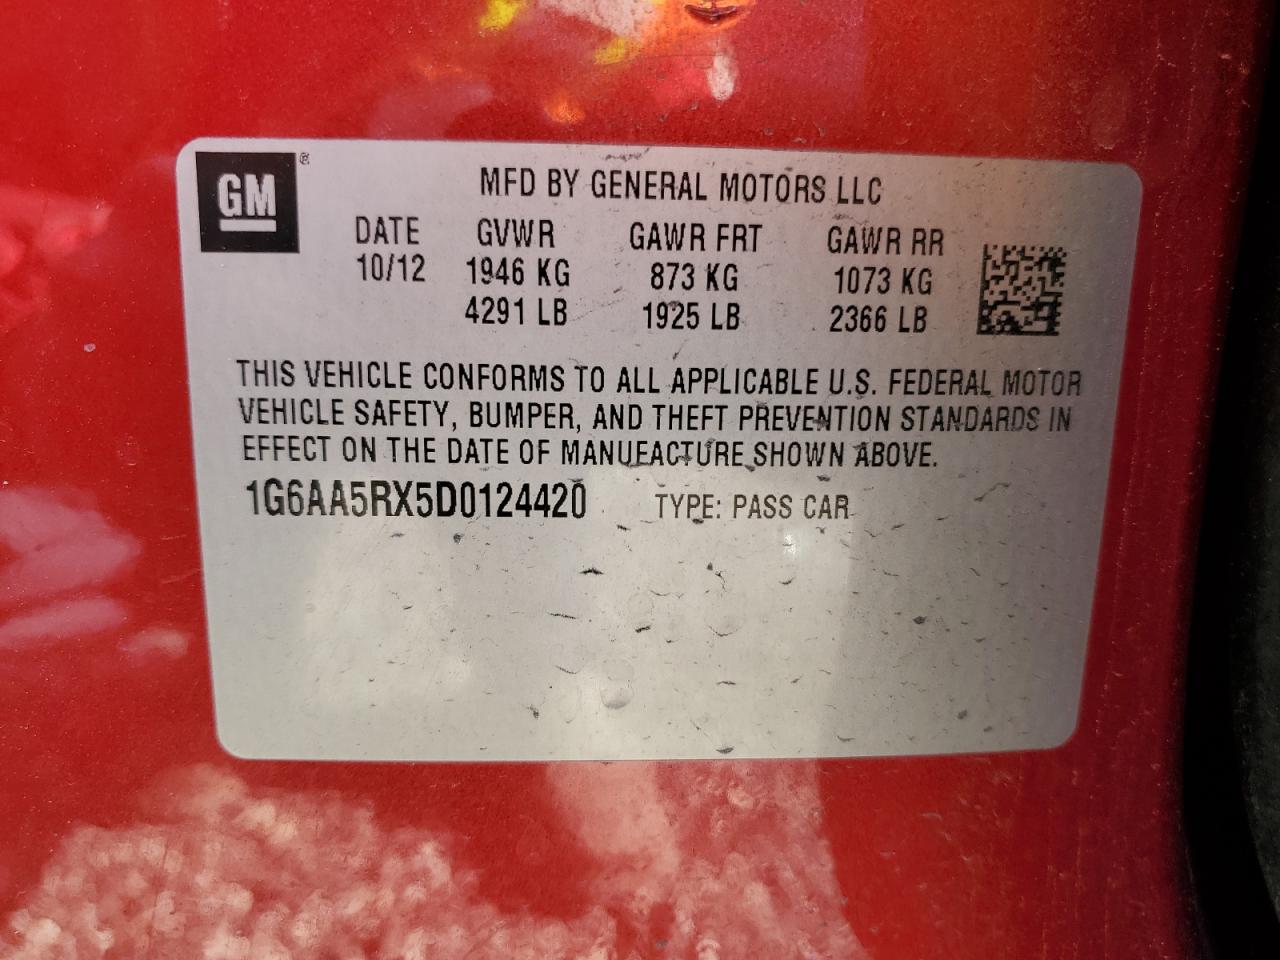 GM ®
MFD BY GENERAL MOTORS LLC
DATE GVWR GAWR FRT GAWR RR
10/12 1946 KG 873 KG 1073 KG
4291 LB 1925 LB 2366 LB
THIS VEHICLE CONFORMS TO ALL APPLICABLE U.S. FEDERAL MOTOR
VEHICLE SAFETY, BUMPER, AND THEFT PREVENTION STANDARDS IN
EFFECT ON THE DATE OF MANUFACTURE SHOWN ABOVE.
1G6AA5RX5D0124420 TYPE: PASS CAR